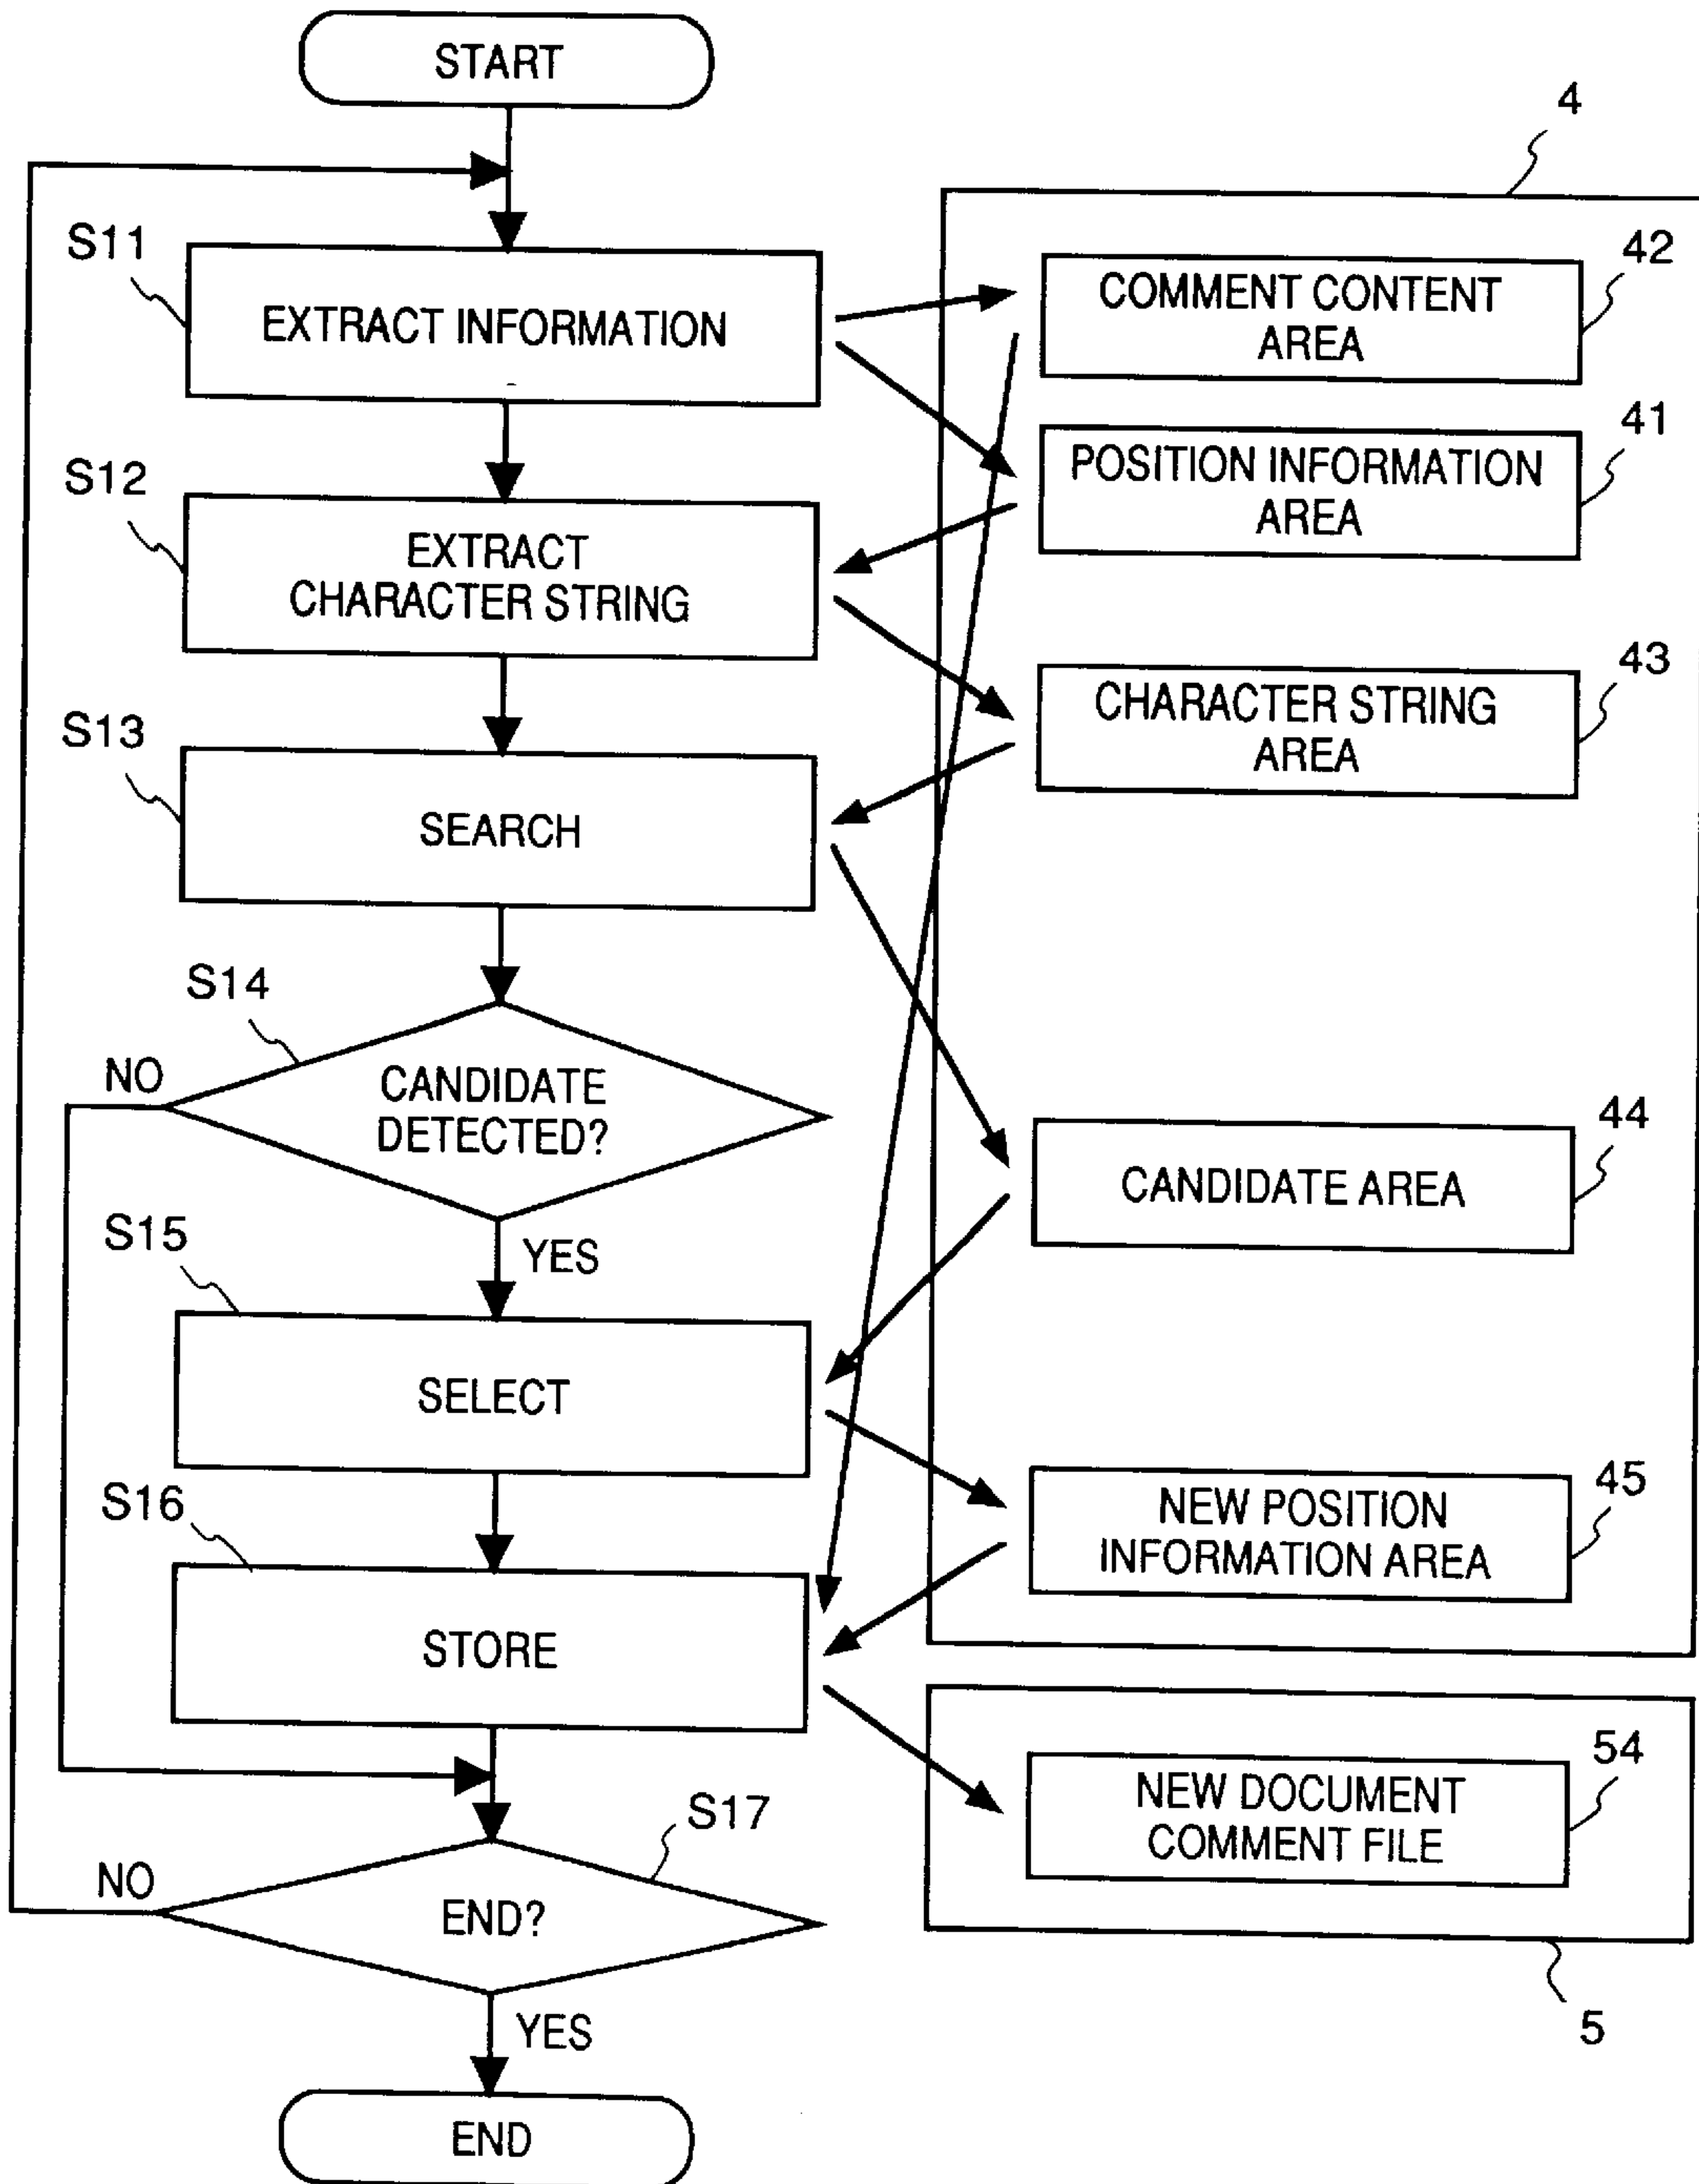 START
4
S11
EXTRACT INFORMATION
42
COMMENT CONTENT
AREA
41
POSITION INFORMATION
AREA
S12
EXTRACT
CHARACTER STRING
43
CHARACTER STRING
AREA
S13
SEARCH
S14
NO
CANDIDATE
DETECTED?
YES
44
CANDIDATE AREA
S15
SELECT
45
NEW POSITION
INFORMATION AREA
S16
STORE
54
NEW DOCUMENT
COMMENT FILE
S17
NO
END?
YES
5
END